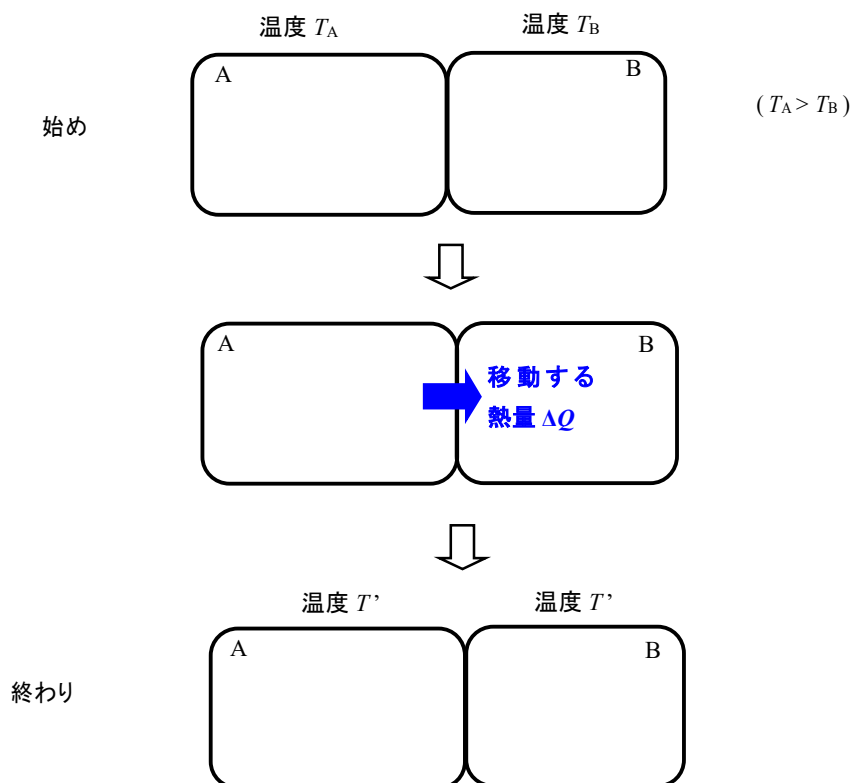 温度 TA 温度 TB
A B
( TA > TB )
始め
A B
移動する
熱量 ΔQ
温度 T’ 温度 T’
A B
終わり